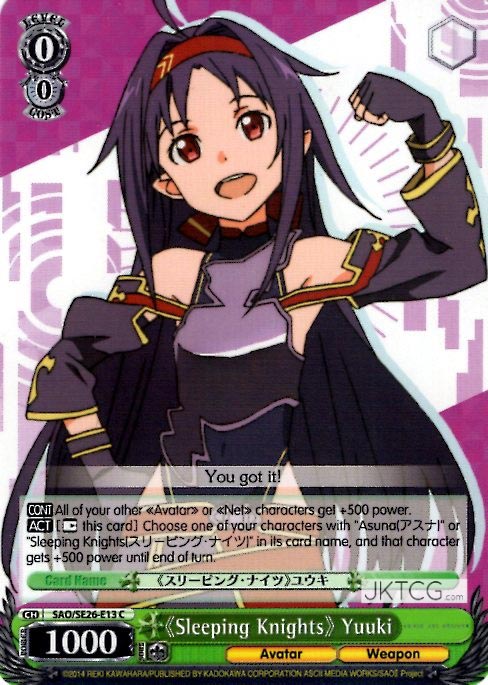 LEVEL
0
0
COST
You got it!
CONT All of your other «Avatar» or «Net» characters get +500 power.
ACT [ this card] Choose one of your characters with "Asuna(アスナ)" or
"Sleeping Knights(スリーピング・ナイツ)" in its card name, and that character
gets +500 power until end of turn.
Card Name 《スリーピング・ナイツ》ユウキ
JKTCG.com
CH SAO/SE26-E13 C
POWER 1000 SOUL
《Sleeping Knights》 Yuuki
Avatar Weapon
©2014 REKI KAWAHARA/PUBLISHED BY KADOKAWA CORPORATION ASCII MEDIA WORKS/SAOⅡ Project